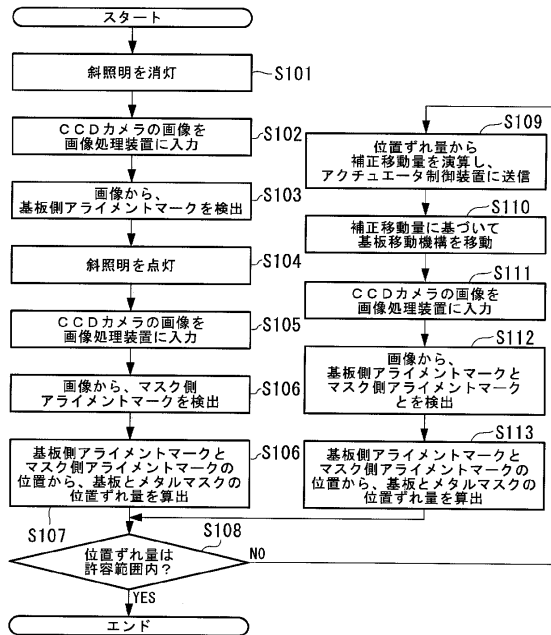 スタート
斜照明を消灯
S101
CCDカメラの画像を
画像処理装置に入力
S102
画像から、
基板側アライメントマークを検出
S103
斜照明を点灯
S104
CCDカメラの画像を
画像処理装置に入力
S105
画像から、マスク側
アライメントマークを検出
S106
基板側アライメントマークと
マスク側アライメントマークの
位置から、基板とメタルマスクの
位置ずれ量を算出
S106
S107
位置ずれ量は
許容範囲内?
S108
NO
YES
エンド
S109
位置ずれ量から
補正移動量を演算し、
アクチュエータ制御装置に送信
S110
補正移動量に基づいて
基板移動機構を移動
S111
CCDカメラの画像を
画像処理装置に入力
S112
画像から、
基板側アライメントマークと
マスク側アライメントマーク
とを検出
S113
基板側アライメントマークと
マスク側アライメントマークの
位置から、基板とメタルマスクの
位置ずれ量を算出